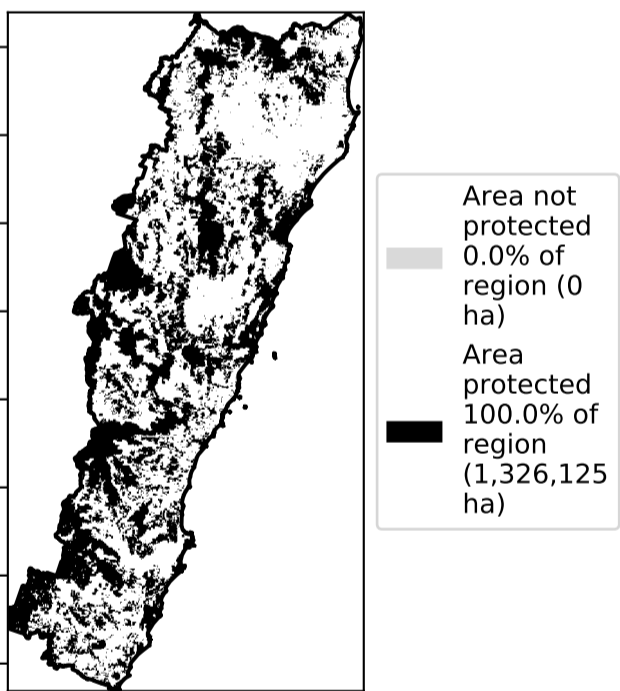 Area not
protected
0.0% of
region (0
ha)
Area
protected
100.0% of
region
(1,326,125
ha)